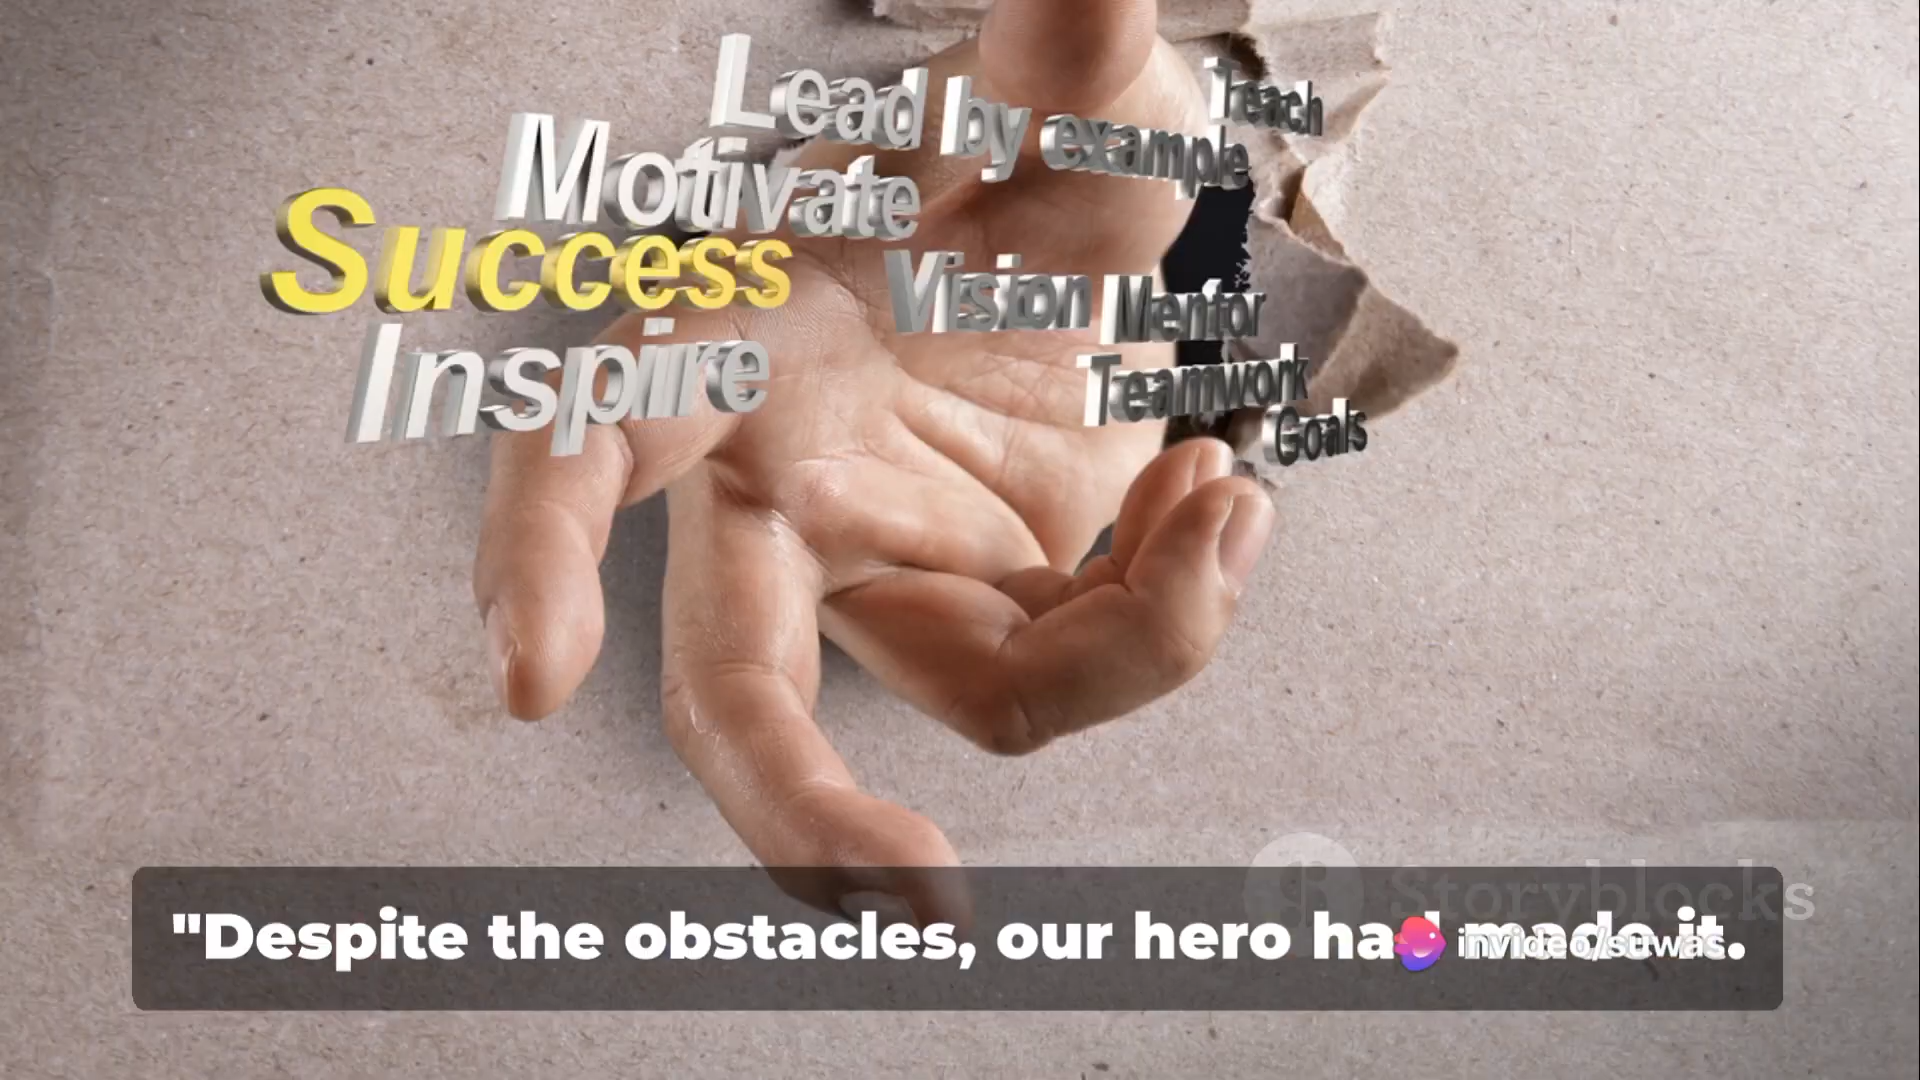 Lead by example
Teach
Motivate
Success
Vision
Mentor
Inspire
Teamwork
Goals
Storyblocks
"Despite the obstacles, our hero had made it.
invideo/suwas